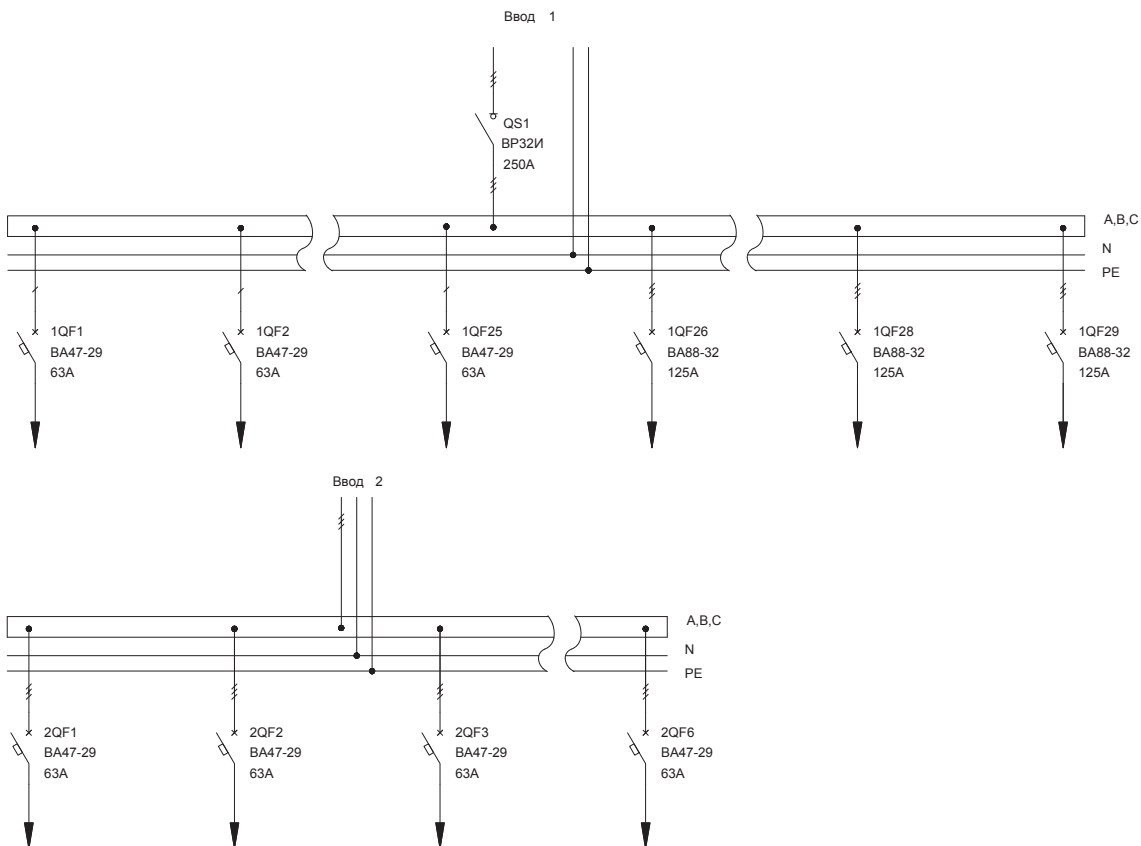 Ввод 1
QS1
ВР32И
250А
A,B,C
N
PE
1QF1
ВА47-29
63А
1QF2
ВА47-29
63А
1QF25
ВА47-29
63А
1QF26
ВА88-32
125А
1QF28
ВА88-32
125А
1QF29
ВА88-32
125А
Ввод 2
A,B,C
N
PE
2QF1
ВА47-29
63А
2QF2
ВА47-29
63А
2QF3
ВА47-29
63А
2QF6
ВА47-29
63А